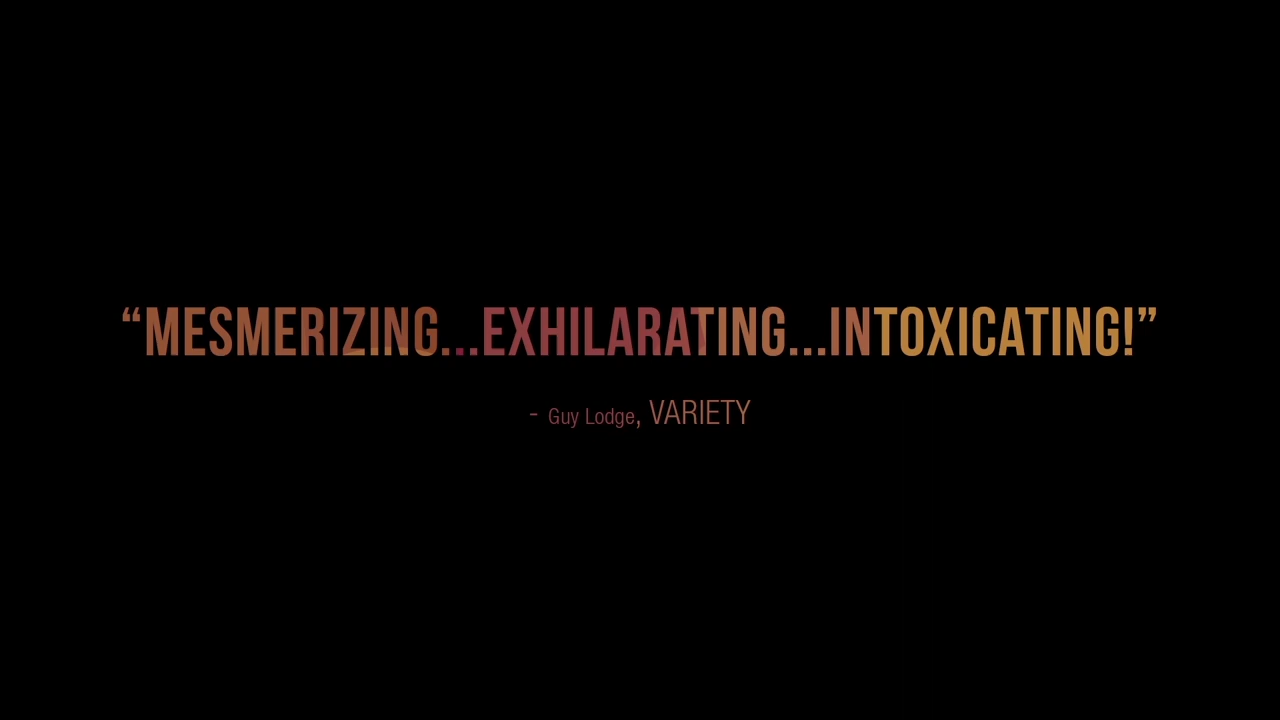 “MESMERIZING...EXHILARATING...INTOXICATING!”
- Guy Lodge, VARIETY